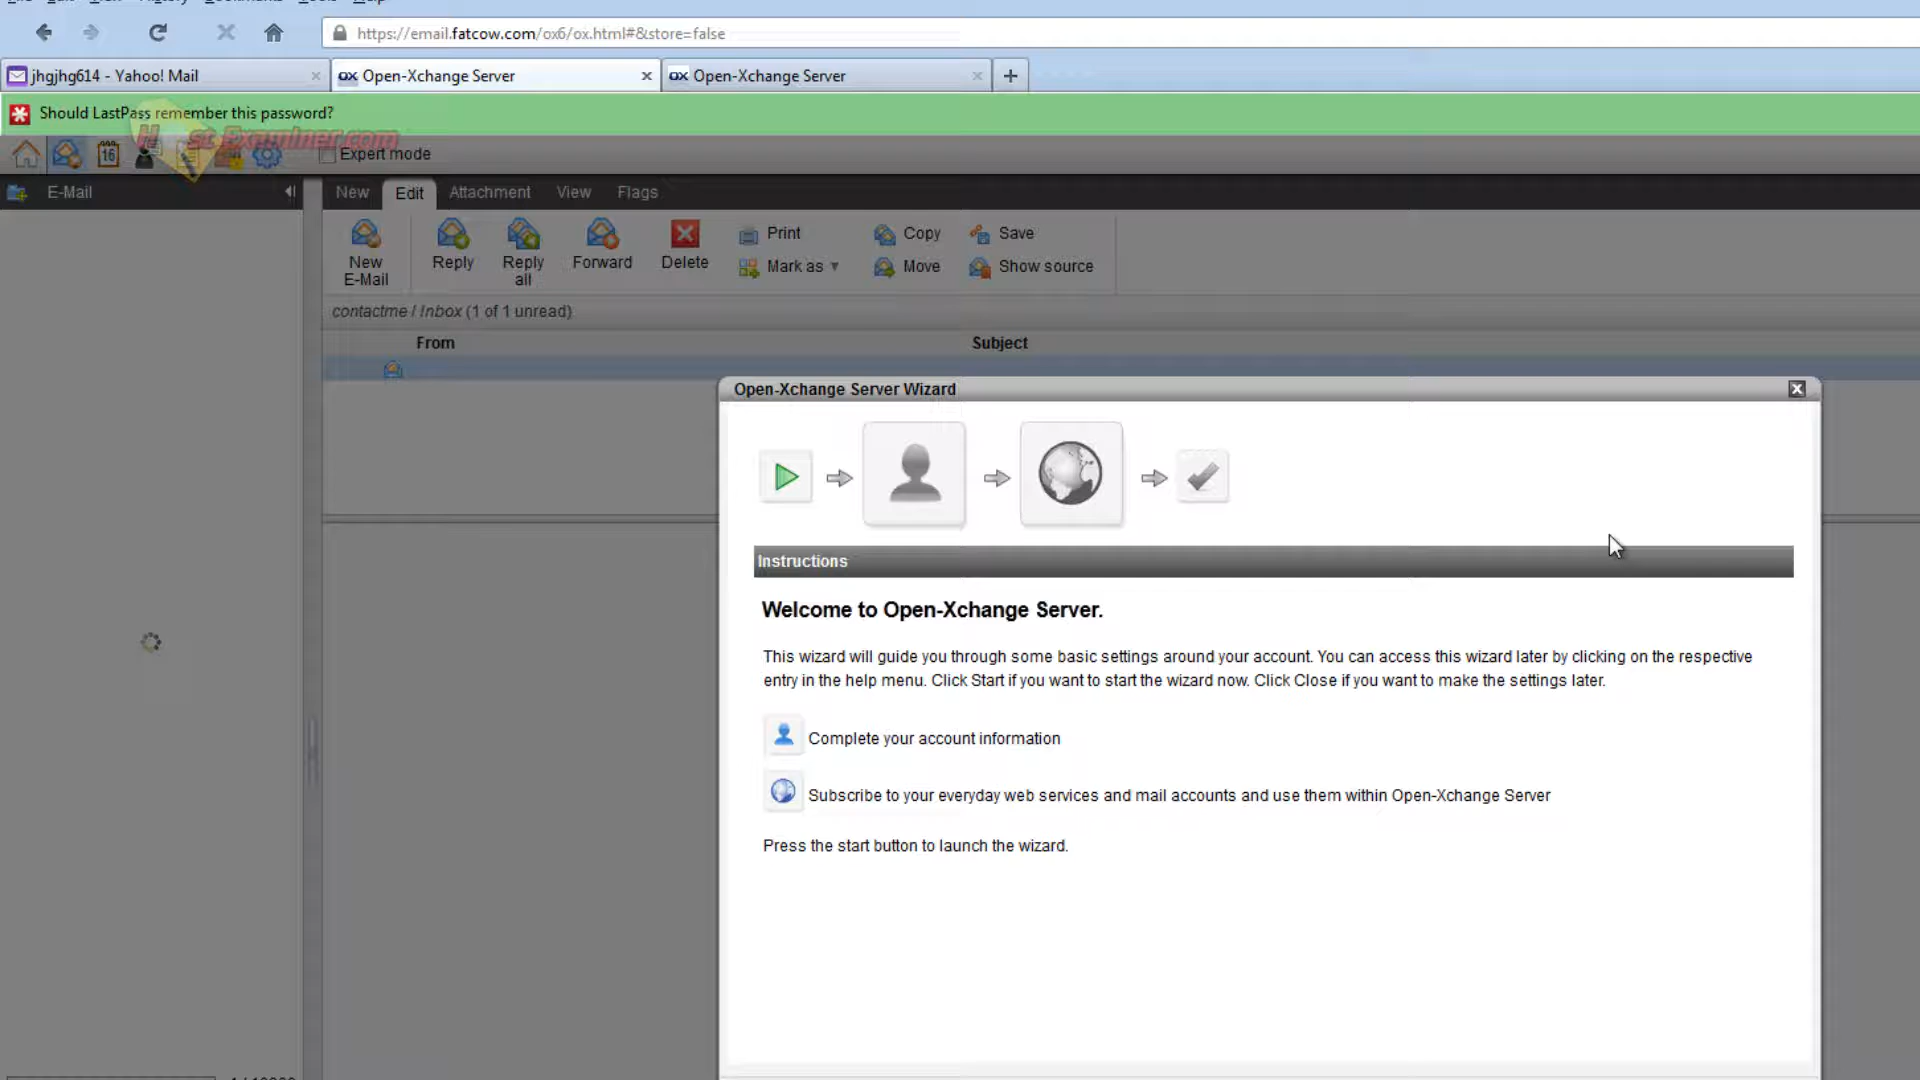 https://email.fatcow.com/ox6/ox.html#&store=false
jhgjhg614 - Yahoo! Mail
ox Open-Xchange Server
ox Open-Xchange Server
Should LastPass remember this password?
Examiner.com
16
Expert mode
E-Mail
New Edit Attachment View Flags
New E-Mail
Reply
Reply all
Forward
Delete
Print
Mark as
Copy
Move
Save
Show source
contactme / Inbox (1 of 1 unread)
From Subject
Open-Xchange Server Wizard
Instructions
Welcome to Open-Xchange Server.
This wizard will guide you through some basic settings around your account. You can access this wizard later by clicking on the respective
entry in the help menu. Click Start if you want to start the wizard now. Click Close if you want to make the settings later.
Complete your account information
Subscribe to your everyday web services and mail accounts and use them within Open-Xchange Server
Press the start button to launch the wizard.